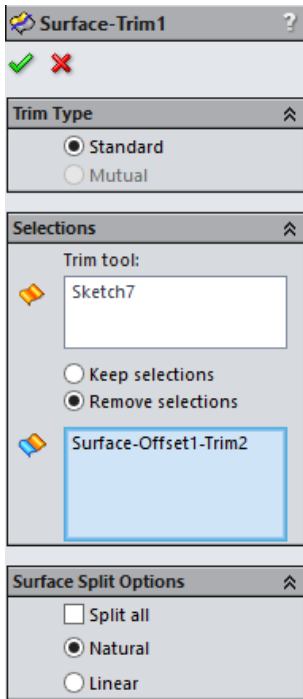 Surface-Trim1 ?
Trim Type
Standard
Mutual
Selections
Trim tool:
Sketch7
Keep selections
Remove selections
Surface-Offset1-Trim2
Surface Split Options
Split all
Natural
Linear